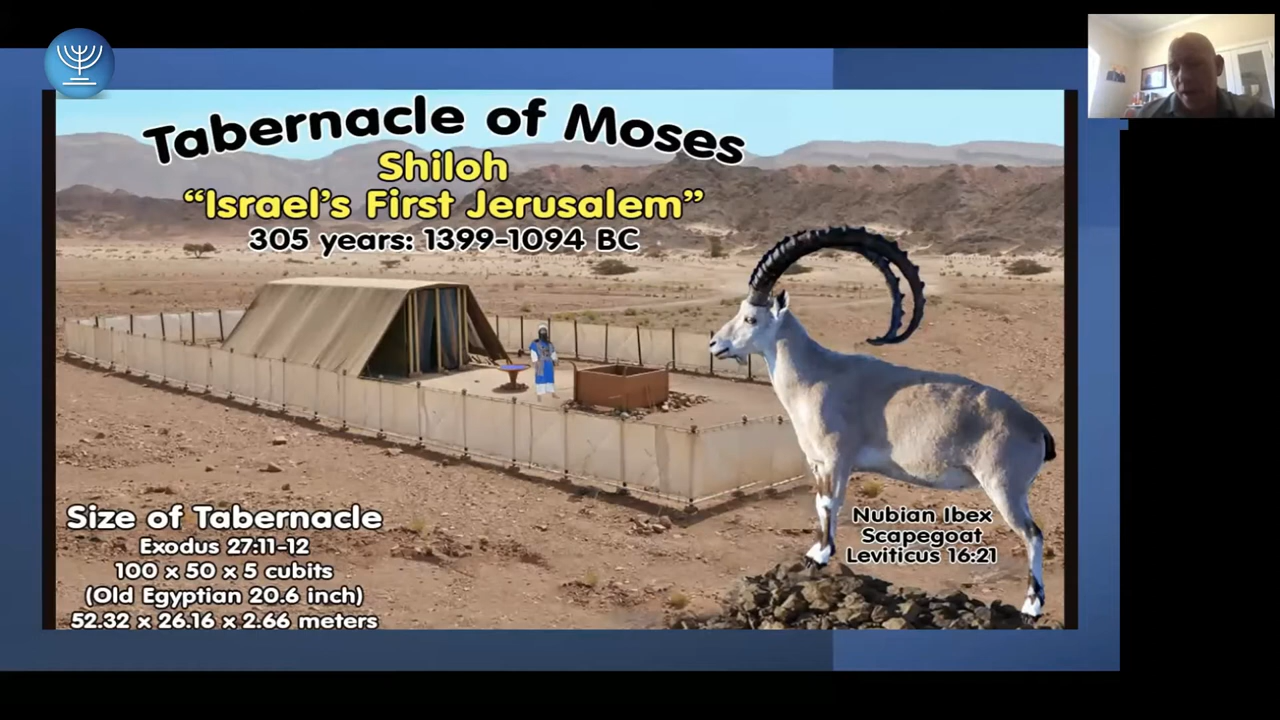 Tabernacle of Moses
Shiloh
“Israel’s First Jerusalem”
305 years: 1399-1094 BC
Size of Tabernacle
Exodus 27:11-12
100 x 50 x 5 cubits
(Old Egyptian 20.6 inch)
52.32 x 26.16 x 2.66 meters
Nubian Ibex
Scapegoat
Leviticus 16:21